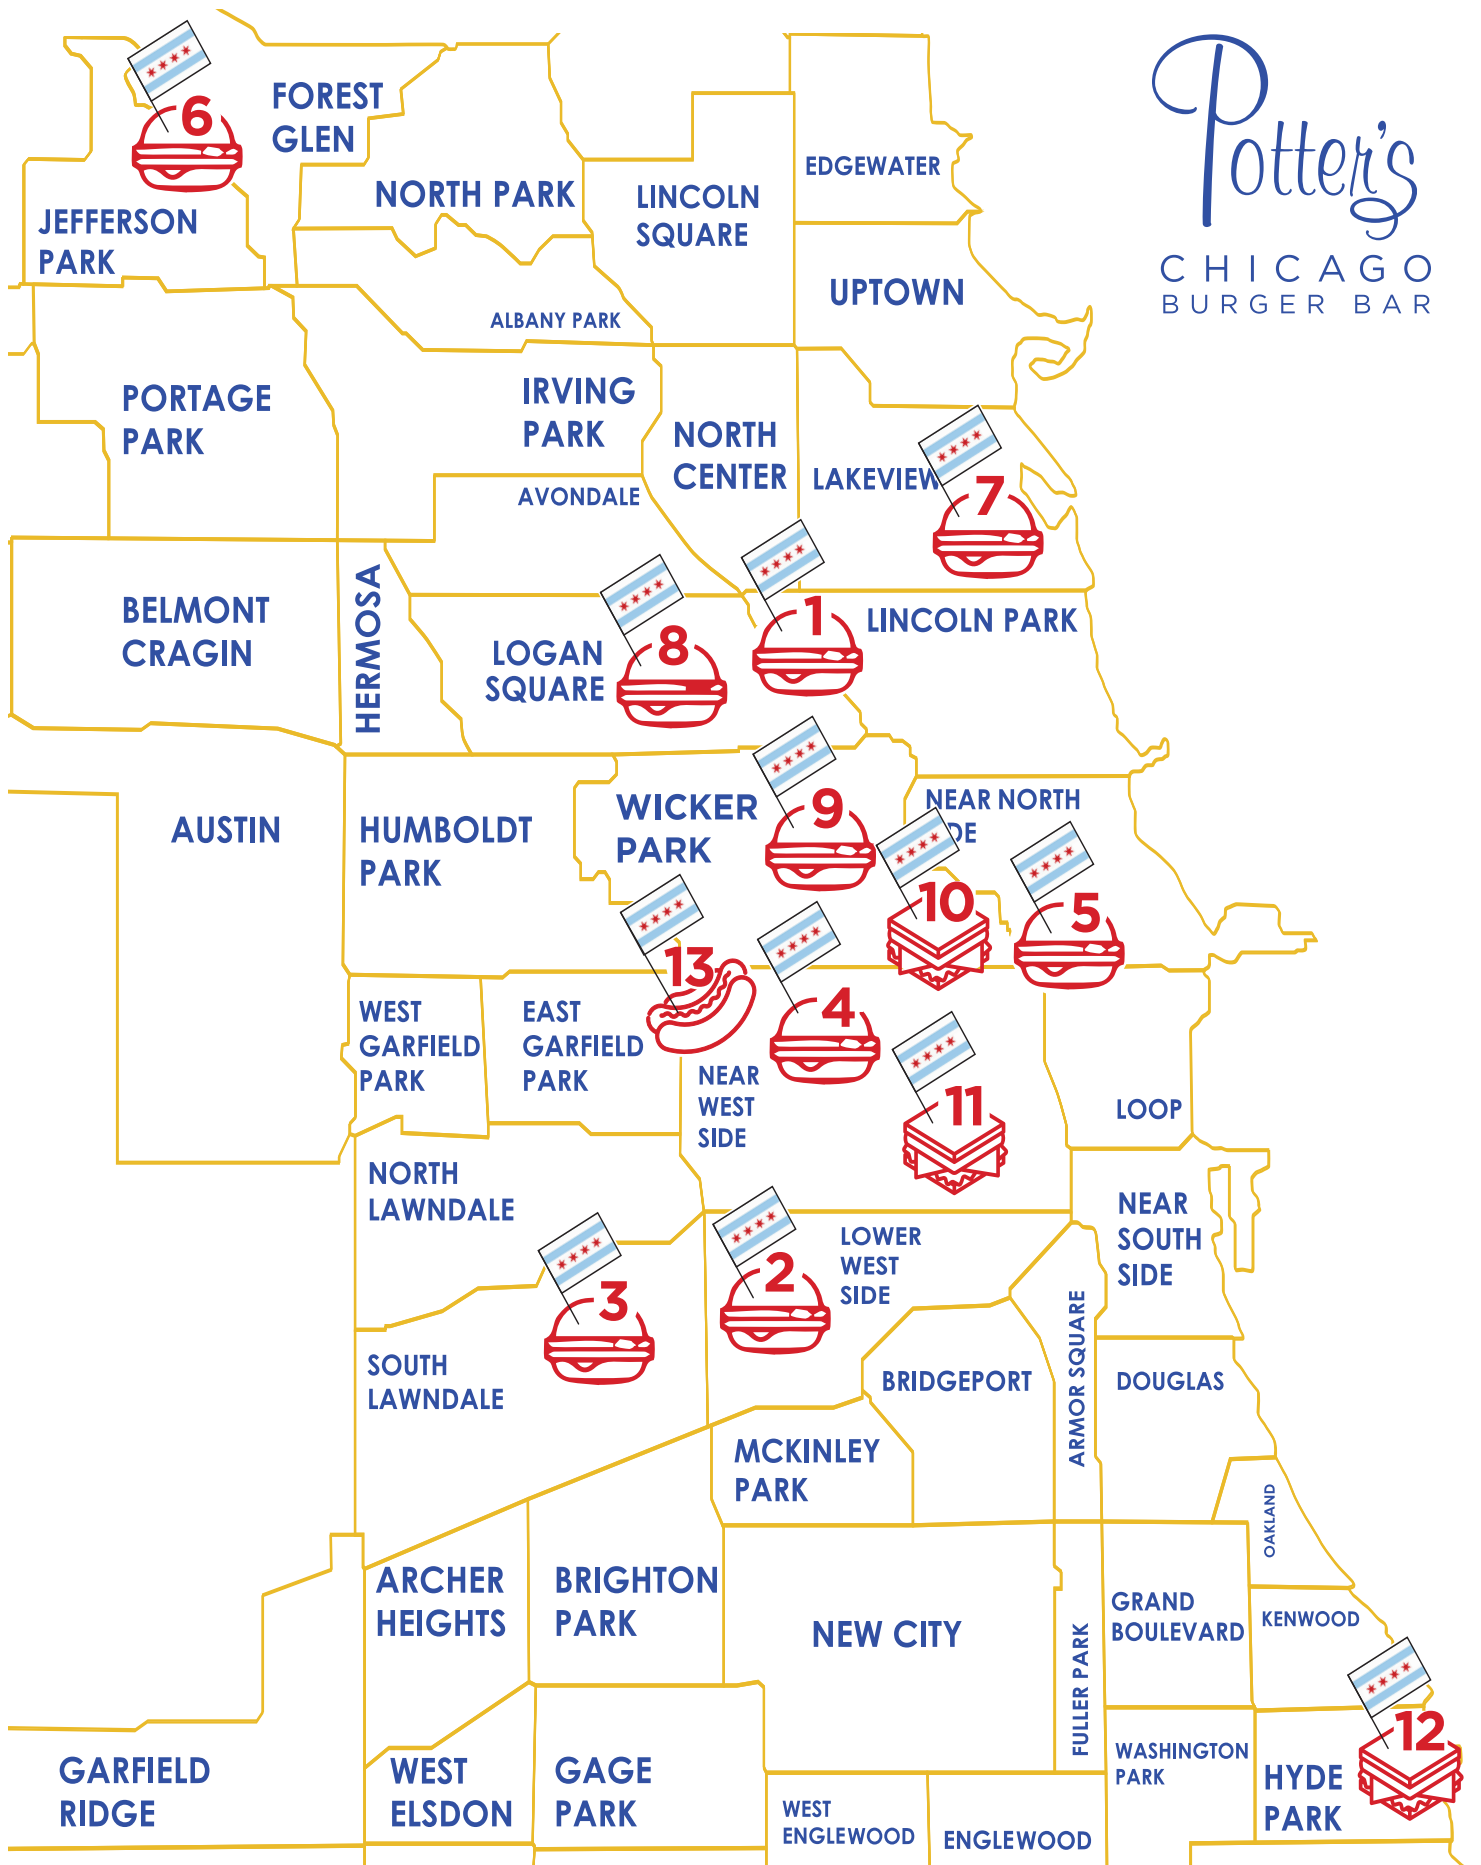 Potter's
CHICAGO
BURGER BAR
6
FOREST
GLEN
JEFFERSON
PARK
NORTH PARK
LINCOLN
SQUARE
EDGEWATER
UPTOWN
ALBANY PARK
PORTAGE
PARK
IRVING
PARK
AVONDALE
NORTH
CENTER
LAKEVIEW
7
BELMONT
CRAGIN
HERMOSA
LOGAN
SQUARE
8
1
LINCOLN PARK
AUSTIN
HUMBOLDT
PARK
WICKER
PARK
9
NEAR NORTH
DE
10
5
13
4
11
WEST
GARFIELD
PARK
EAST
GARFIELD
PARK
NEAR
WEST
SIDE
LOOP
NORTH
LAWNDALE
3
2
LOWER
WEST
SIDE
NEAR
SOUTH
SIDE
SOUTH
LAWNDALE
BRIDGEPORT
ARMOR SQUARE
DOUGLAS
MCKINLEY
PARK
OAKLAND
ARCHER
HEIGHTS
BRIGHTON
PARK
NEW CITY
FULLER PARK
GRAND
BOULEVARD
KENWOOD
12
GARFIELD
RIDGE
WEST
ELSDON
GAGE
PARK
WASHINGTON
PARK
HYDE
PARK
WEST
ENGLEWOOD
ENGLEWOOD